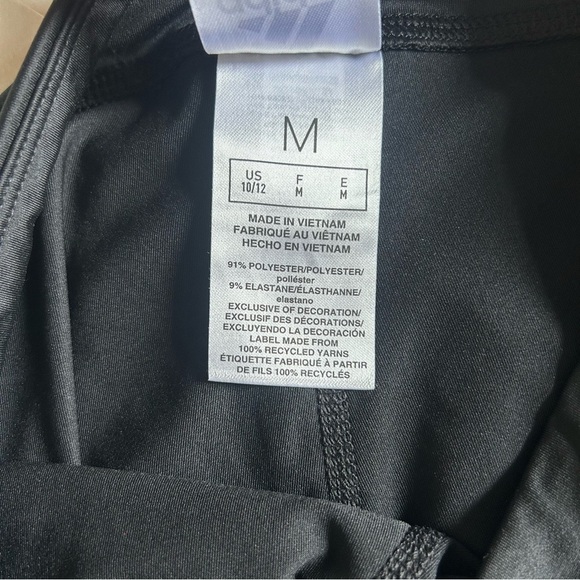 adidas
M
US F E
10/12 M M
MADE IN VIETNAM
FABRIQUÉ AU VIÊTNAM
HECHO EN VIETNAM
91% POLYESTER/POLYESTER/
poliéster
9% ELASTANE/ÉLASTHANNE/
elastano
EXCLUSIVE OF DECORATION/
EXCLUSIF DES DÉCORATIONS/
EXCLUYENDO LA DECORACIÓN
LABEL MADE FROM
100% RECYCLED YARNS
ÉTIQUETTE FABRIQUÉ À PARTIR
DE FILS 100% RECYCLÉS